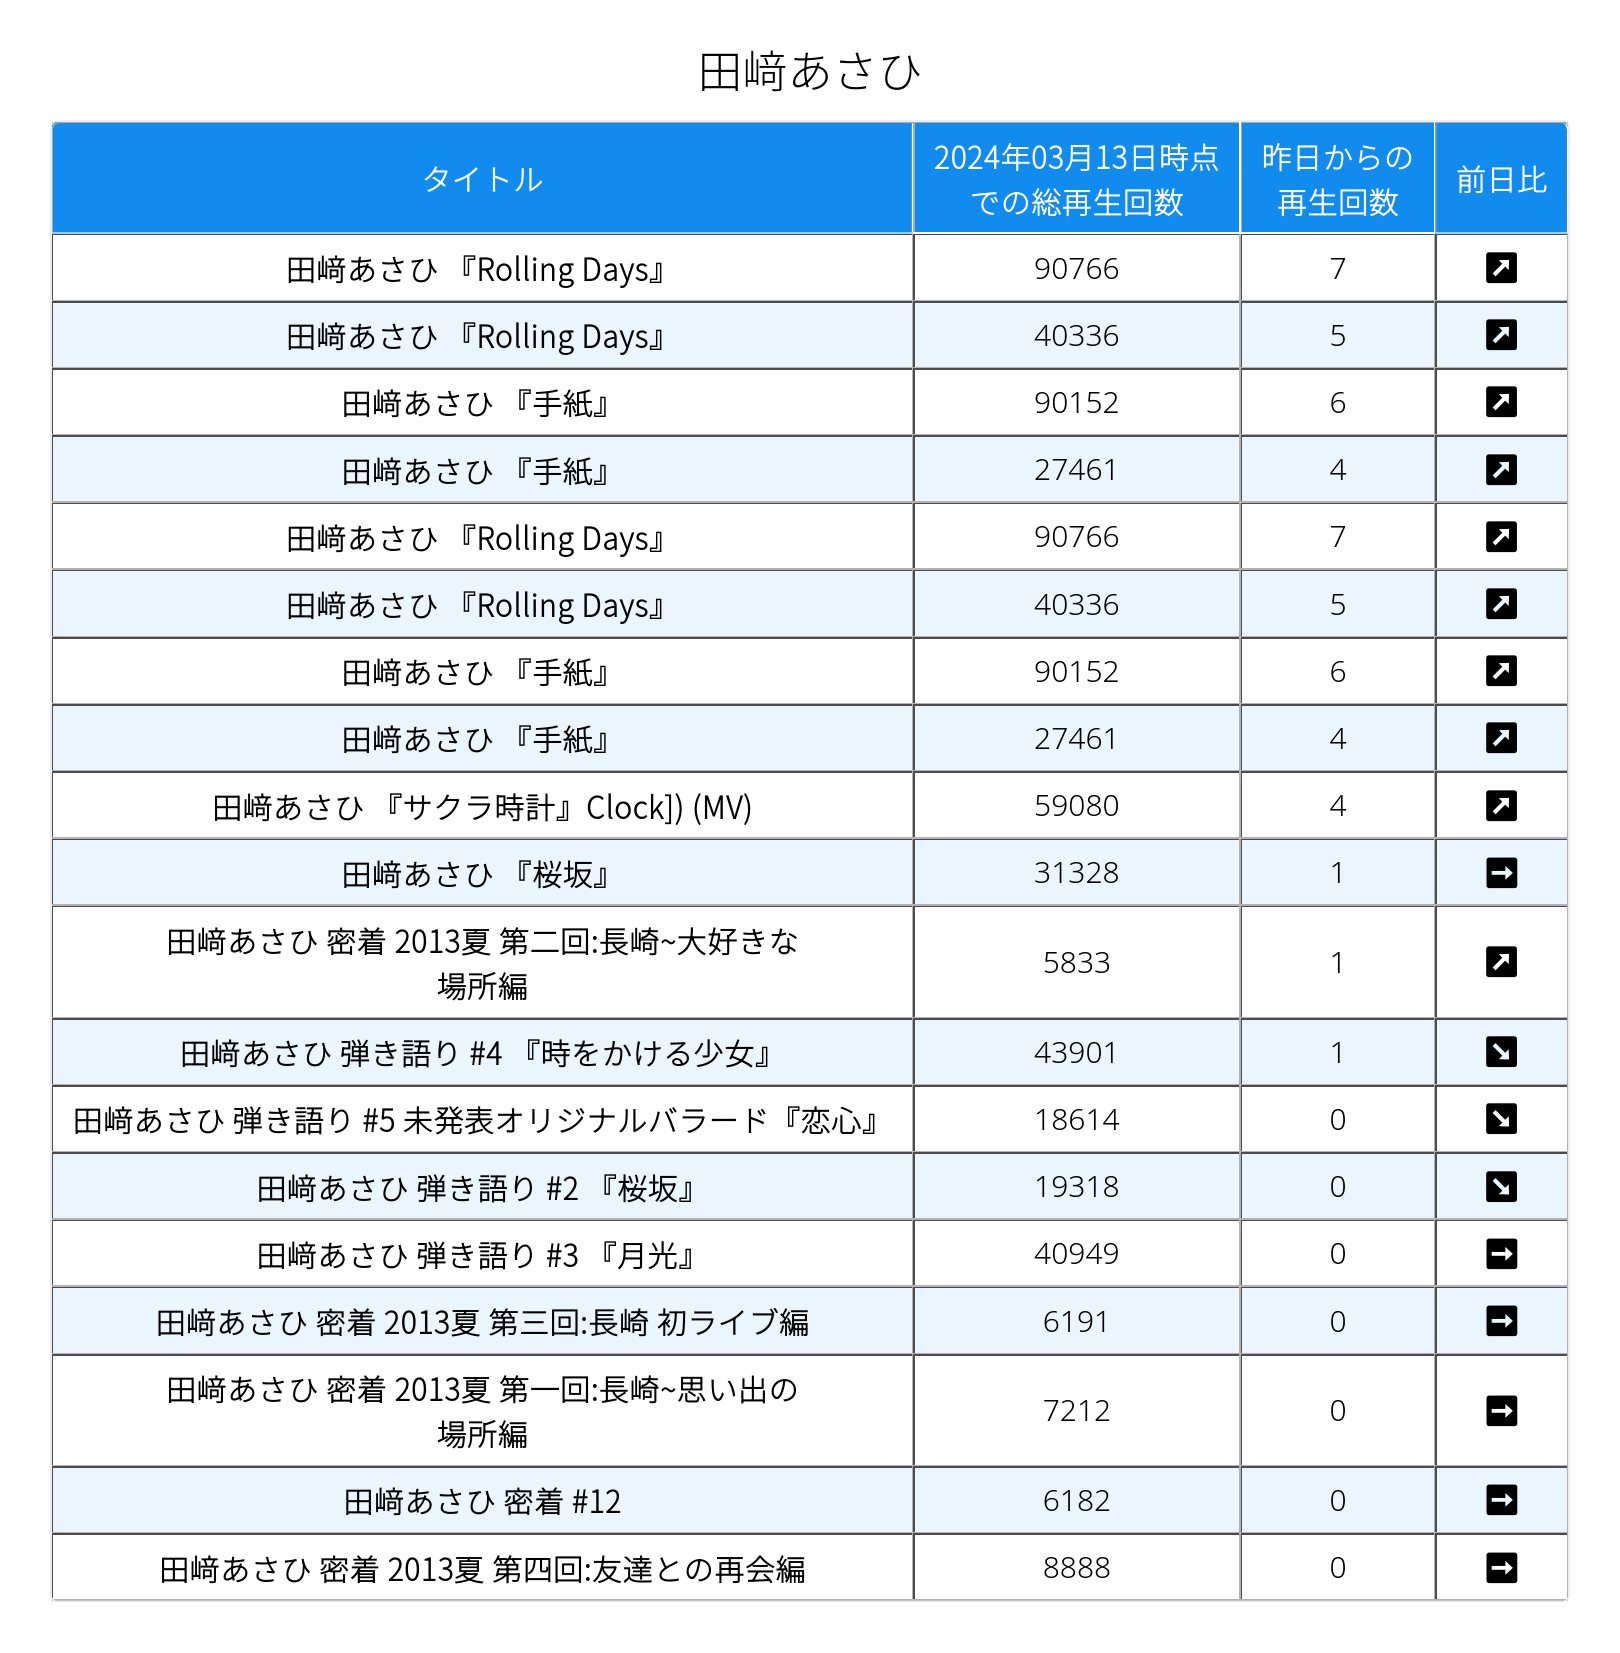 田﨑あさひ
タイトル 2024年03月13日時点 昨日からの 前日比
での総再生回数 再生回数
田﨑あさひ 『Rolling Days』 90766 7 ↗
田﨑あさひ 『Rolling Days』 40336 5 ↗
田﨑あさひ 『手紙』 90152 6 ↗
田﨑あさひ 『手紙』 27461 4 ↗
田﨑あさひ 『Rolling Days』 90766 7 ↗
田﨑あさひ 『Rolling Days』 40336 5 ↗
田﨑あさひ 『手紙』 90152 6 ↗
田﨑あさひ 『手紙』 27461 4 ↗
田﨑あさひ 『サクラ時計』Clock]) (MV) 59080 4 ↗
田﨑あさひ 『桜坂』 31328 1 →
田﨑あさひ 密着 2013夏 第二回:長崎~大好きな
場所編 5833 1 ↗
田﨑あさひ 弾き語り #4 『時をかける少女』 43901 1 ↘
田﨑あさひ 弾き語り #5 未発表オリジナルバラード『恋心』 18614 0 ↘
田﨑あさひ 弾き語り #2 『桜坂』 19318 0 ↘
田﨑あさひ 弾き語り #3 『月光』 40949 0 →
田﨑あさひ 密着 2013夏 第三回:長崎 初ライブ編 6191 0 →
田﨑あさひ 密着 2013夏 第一回:長崎~思い出の
場所編 7212 0 →
田﨑あさひ 密着 #12 6182 0 →
田﨑あさひ 密着 2013夏 第四回:友達との再会編 8888 0 →